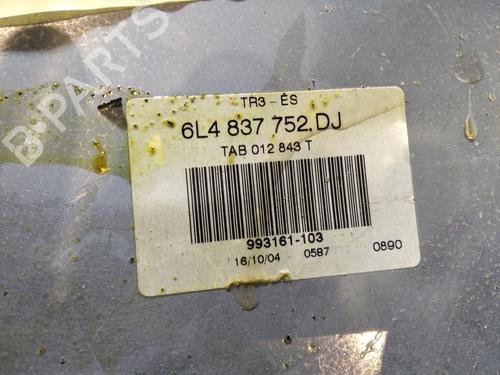 B-PARTS
TR3-ES
6L4 837 752.DJ
TAB 012 843 T
993161-103
16/10/04 0587 0890